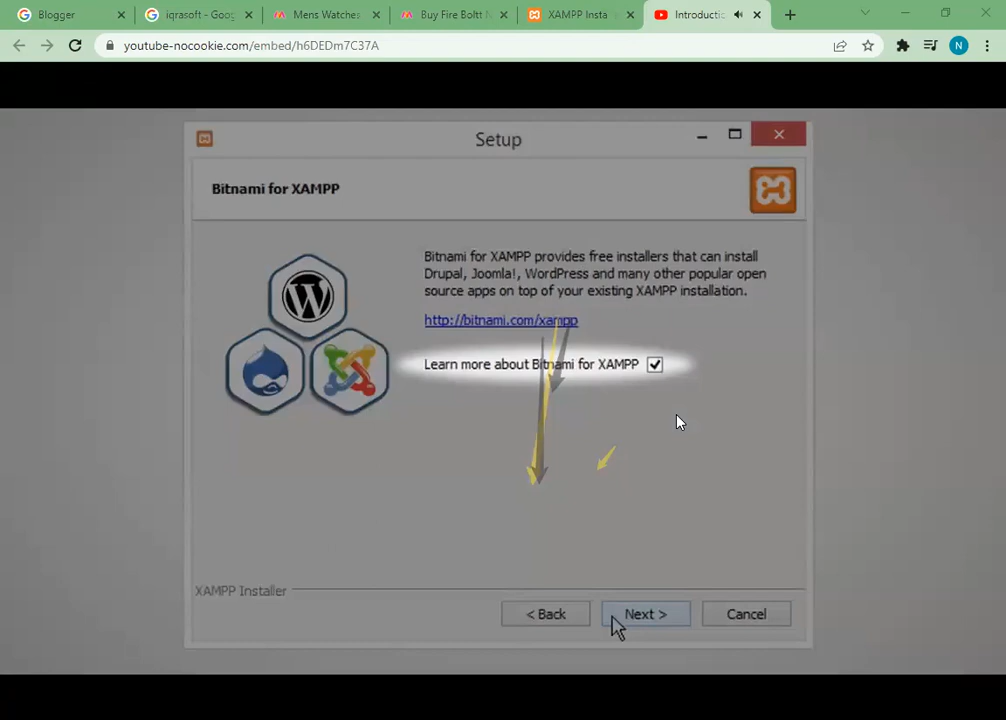 Blogger
iqrasoft - Goog
Mens Watches
Buy Fire Boltt N
XAMPP Insta
Introductic
youtube-nocookie.com/embed/h6DEDm7C37A
N
Setup
Bitnami for XAMPP
Bitnami for XAMPP provides free installers that can install
Drupal, Joomla!, WordPress and many other popular open
source apps on top of your existing XAMPP installation.
http://bitnami.com/xampp
Learn more about Bitnami for XAMPP
XAMPP Installer
< Back
Next >
Cancel